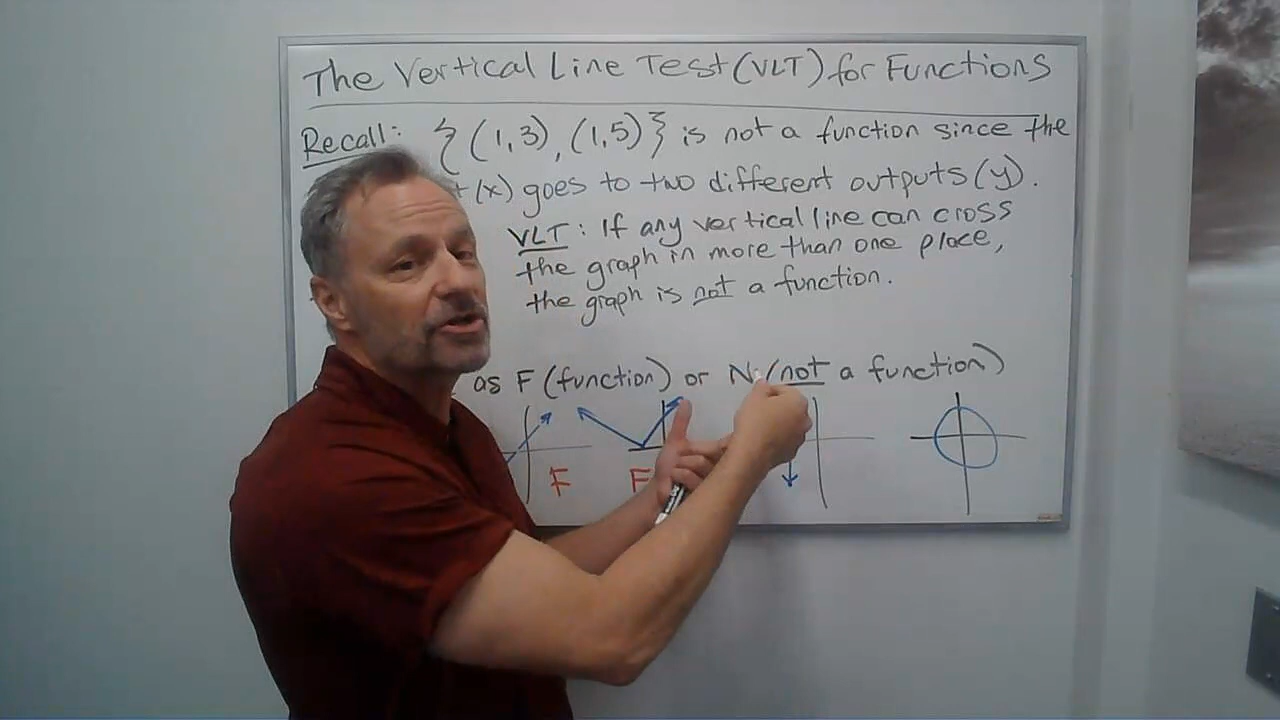 The Vertical Line Test (VLT) for Functions
Recall: {(1,3), (1,5)} is not a function since the
(x) goes to two different outputs (y).
VLT: If any vertical line can cross
the graph in more than one place,
the graph is not a function.
as F (function) or N (not a function)
F F